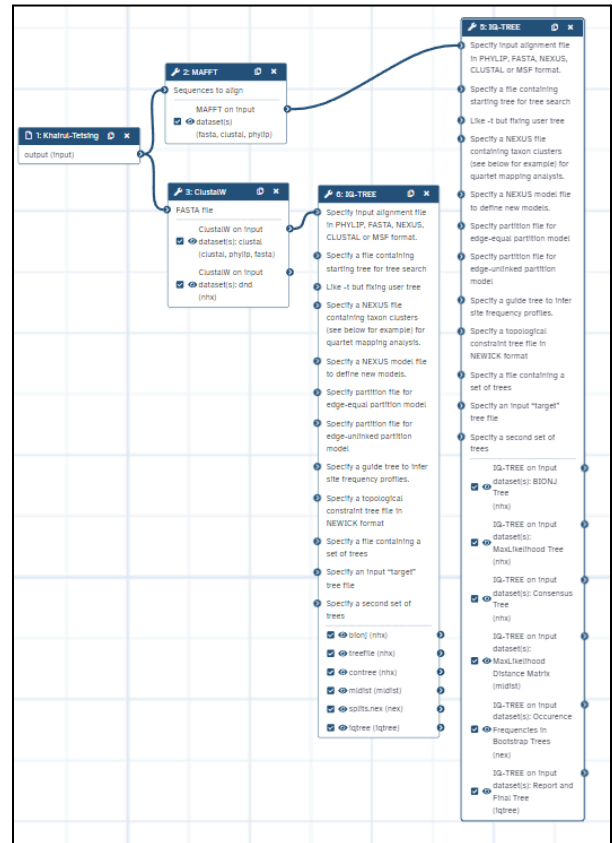 1: Khairul-Tetsing
output (input)
2: MAFFT
Sequences to align
MAFFT on input
dataset(s)
(fasta, clustal, phylip)
3: ClustalW
FASTA file
ClustalW on input
dataset(s): clustal
(clustal, phylip, fasta)
ClustalW on input
dataset(s): dnd
(nhx)
6: IQ-TREE
Specify input alignment file
in PHYLIP, FASTA, NEXUS,
CLUSTAL or MSF format.
Specify a file containing
starting tree for tree search
Like -t but fixing user tree
Specify a NEXUS file
containing taxon clusters
(see below for example) for
quartet mapping analysis.
Specify a NEXUS model file
to define new models.
Specify partition file for
edge-equal partition model
Specify partition file for
edge-unlinked partition
model
Specify a guide tree to infer
site frequency profiles.
Specify a topological
constraint tree file in
NEWICK format
Specify a file containing a
set of trees
Specify an input "target"
tree file
Specify a second set of
trees
bionj (nhx)
treefile (nhx)
contree (nhx)
mldist (mldist)
splits.nex (nex)
iqtree (iqtree)
5: IQ-TREE
Specify input alignment file
in PHYLIP, FASTA, NEXUS,
CLUSTAL or MSF format.
Specify a file containing
starting tree for tree search
Like -t but fixing user tree
Specify a NEXUS file
containing taxon clusters
(see below for example) for
quartet mapping analysis.
Specify a NEXUS model file
to define new models.
Specify partition file for
edge-equal partition model
Specify partition file for
edge-unlinked partition
model
Specify a guide tree to infer
site frequency profiles.
Specify a topological
constraint tree file in
NEWICK format
Specify a file containing a
set of trees
Specify an input "target"
tree file
Specify a second set of
trees
IQ-TREE on input
dataset(s): BIONJ
Tree
(nhx)
IQ-TREE on input
dataset(s):
MaxLikelihood Tree
(nhx)
IQ-TREE on input
dataset(s): Consensus
Tree
(nhx)
IQ-TREE on input
dataset(s):
MaxLikelihood
Distance Matrix
(mldist)
IQ-TREE on input
dataset(s): Occurence
Frequencies in
Bootstrap Trees
(nex)
IQ-TREE on input
dataset(s): Report and
Final Tree
(iqtree)